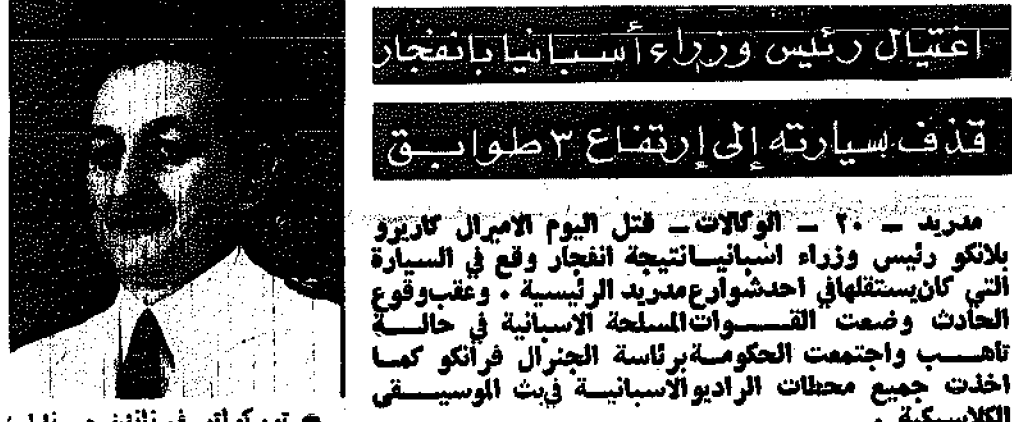 اغتيال رئيس وزراء أسبانيا بانفجار
قذف بسيارته إلى إرتفاع ٣ طوابق
مدريد - ٢٠ - الوكالات - قتل اليوم الاميرال كاريرو
بلانكو رئيس وزراء اسبانيا نتيجة انفجار وقع في السيارة
التي كان يستقلها في احد شوارع مدريد الرئيسية . وعقب وقوع
الحادث وضعت القوات المسلحة الاسبانية في حالة
تاهب واجتمعت الحكومة برئاسة الجنرال فرانكو كما
اخذت جميع محطات الراديو الاسبانية في بث الموسيقى
الكلاسيكية .